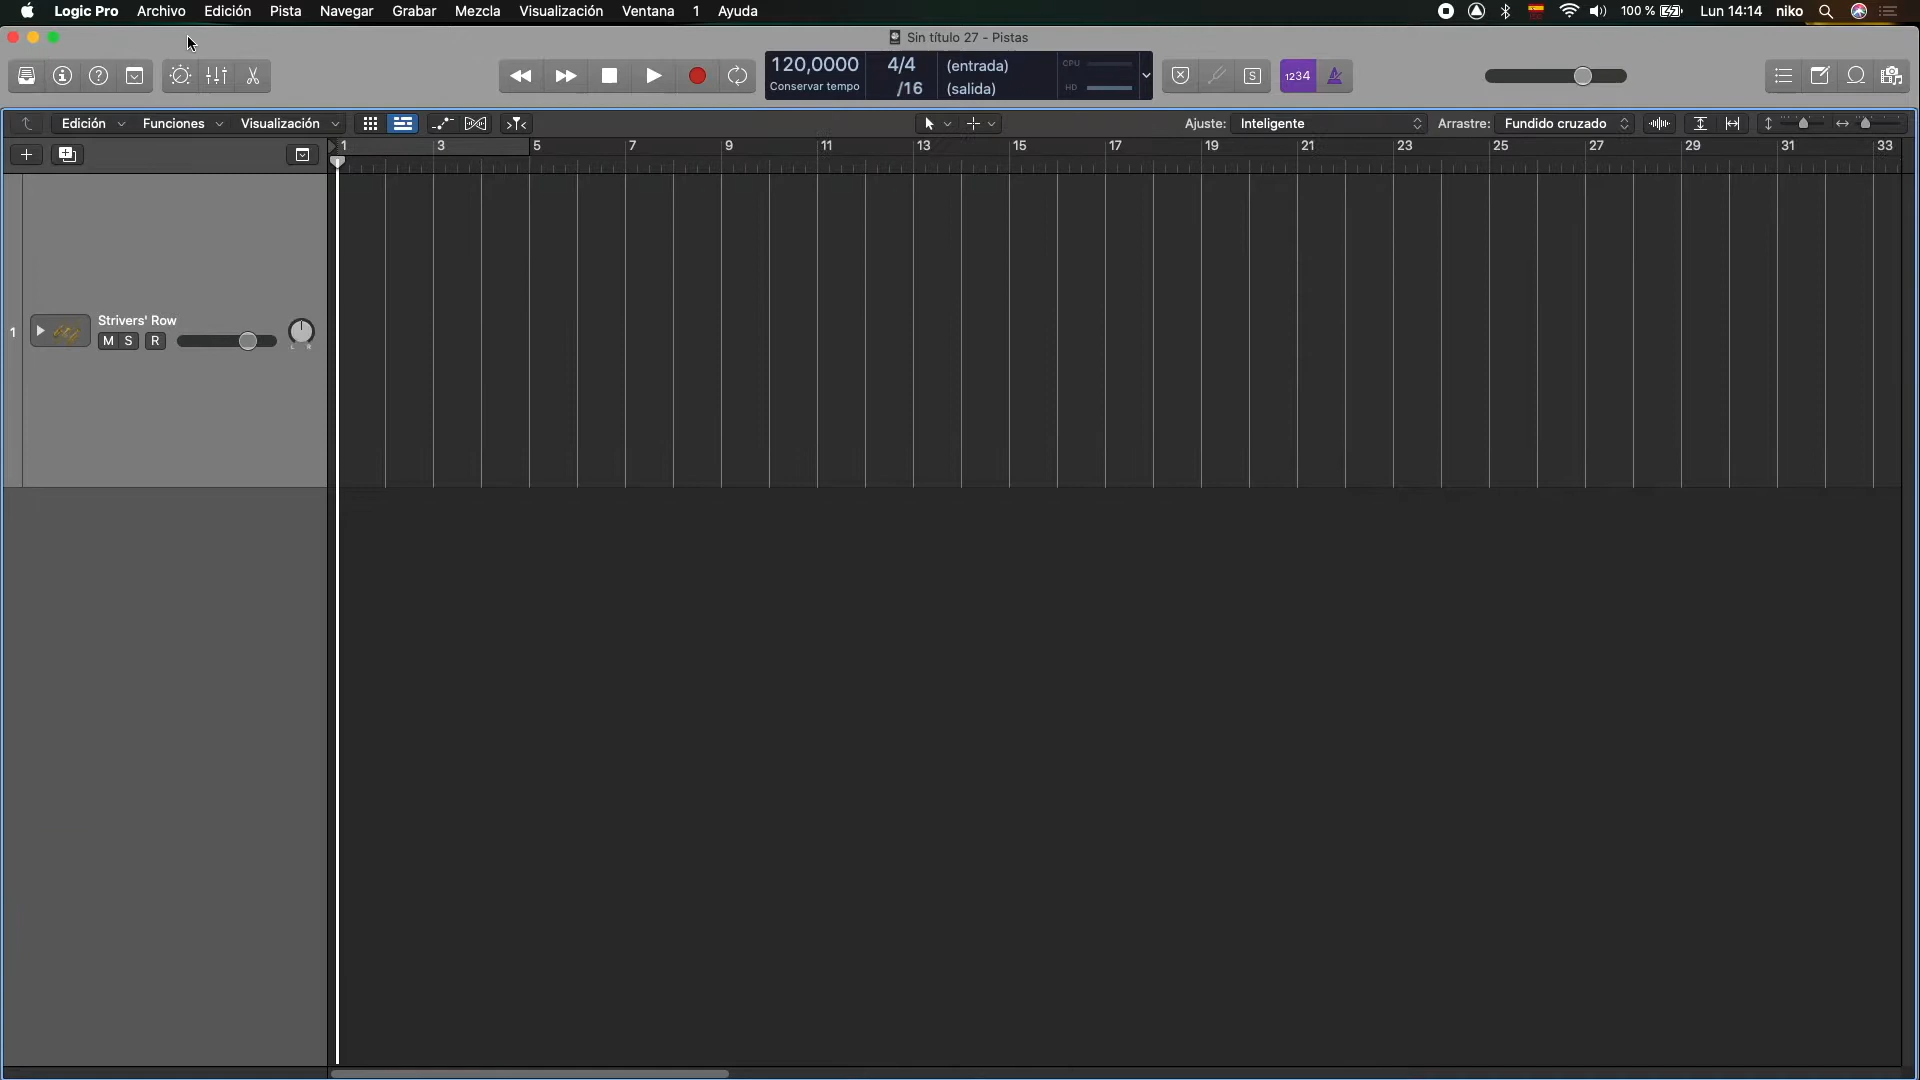 Logic Pro Archivo Edición Pista Navegar Grabar Mezcla Visualización Ventana 1 Ayuda 100 % Lun 14:14 niko
Sin título 27 - Pistas
120,0000 4/4 (entrada) CPU
Conservar tempo /16 (salida) HD
S 1234
Edición Funciones Visualización Ajuste: Inteligente Arrastre: Fundido cruzado
1 3 5 7 9 11 13 15 17 19 21 23 25 27 29 31 33
Strivers' Row
1 M S R
L R